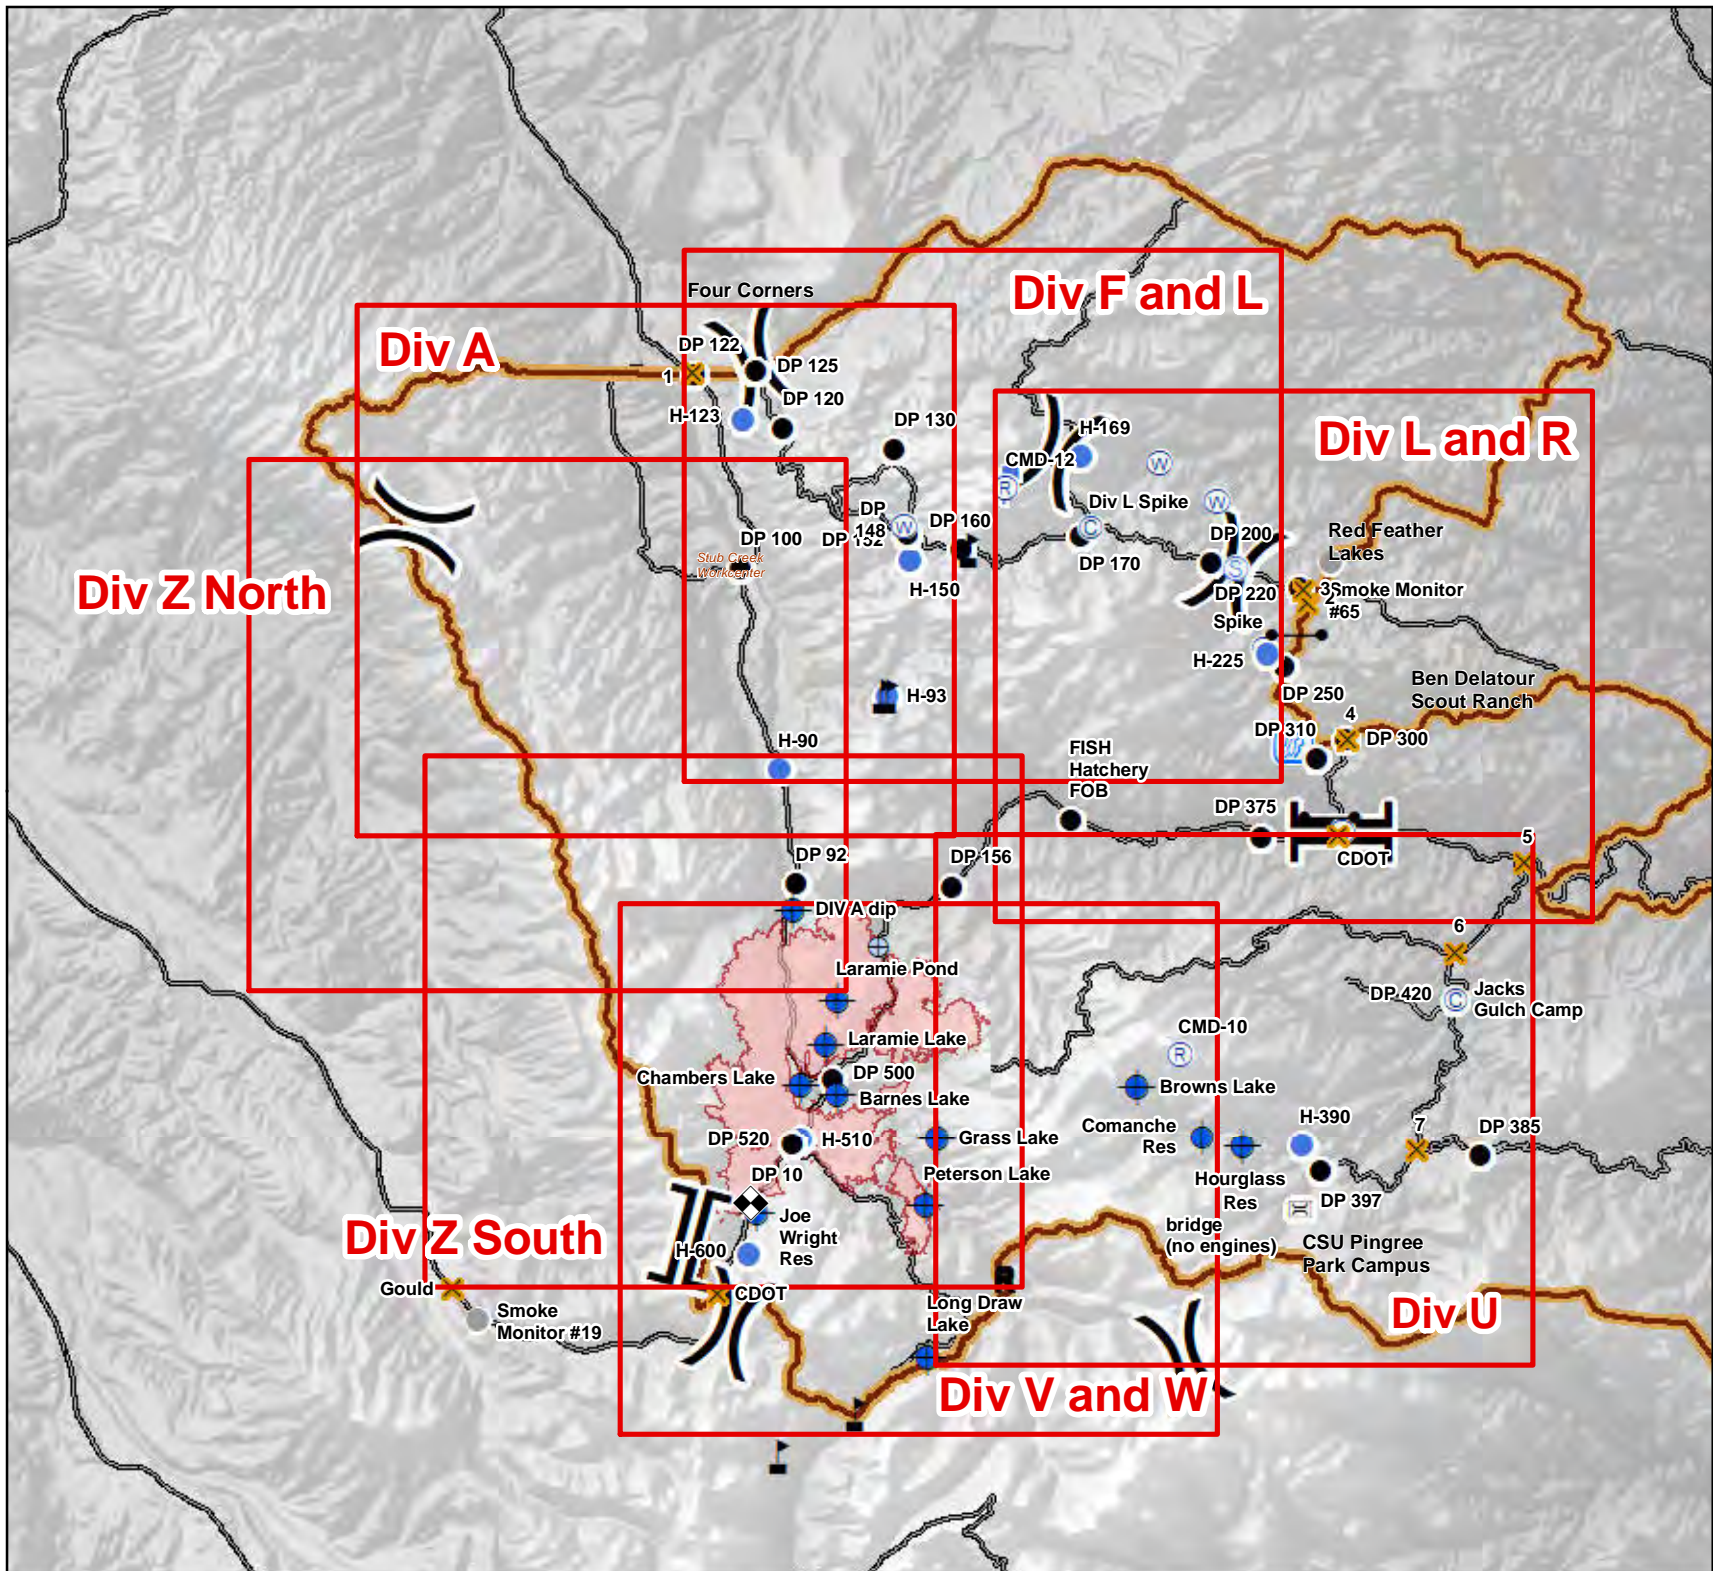 Four Corners
Div F and L
Div A
DP 122
DP 125
1
DP 120
H-123
DP 130
H-169
Div L and R
CMD-12
W
R
Div L Spike
W
DP
148
W
DP 160
C
DP 200
Red Feather
Lakes
DP 100
DP 152
Stub Creek
Workcenter
DP 170
S
H-150
Div Z North
DP 220
3
Smoke Monitor
2
#65
Spike
H-225
Ben Delatour
Scout Ranch
H-93
DP 250
4
DP 310
DP 300
H-90
FISH
Hatchery
FOB
DP 375
5
CDOT
DP 92
DP 156
DIV A dip
6
Laramie Pond
DP 420
C
Jacks
Gulch Camp
CMD-10
R
Laramie Lake
Chambers Lake
DP 500
Barnes Lake
Browns Lake
Comanche
Res
H-390
7
DP 385
DP 520
H-510
Grass Lake
DP 10
Peterson Lake
Hourglass
Res
DP 397
Joe
Wright
Res
Div Z South
H-600
bridge
(no engines)
CSU Pingree
Park Campus
Gould
CDOT
Smoke
Monitor #19
Long Draw
Lake
Div U
Div V and W